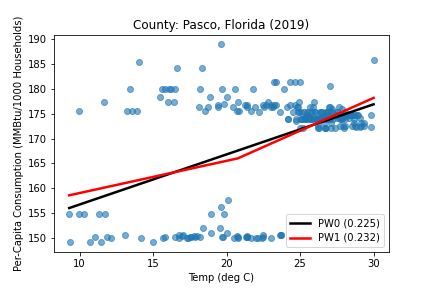 County: Pasco, Florida (2019)
Per-Capita Consumption (MMBtu/1000 Households)
190
185
180
175
170
165
160
155
150
10 15 20 25 30
Temp (deg C)
PW0 (0.225)
PW1 (0.232)